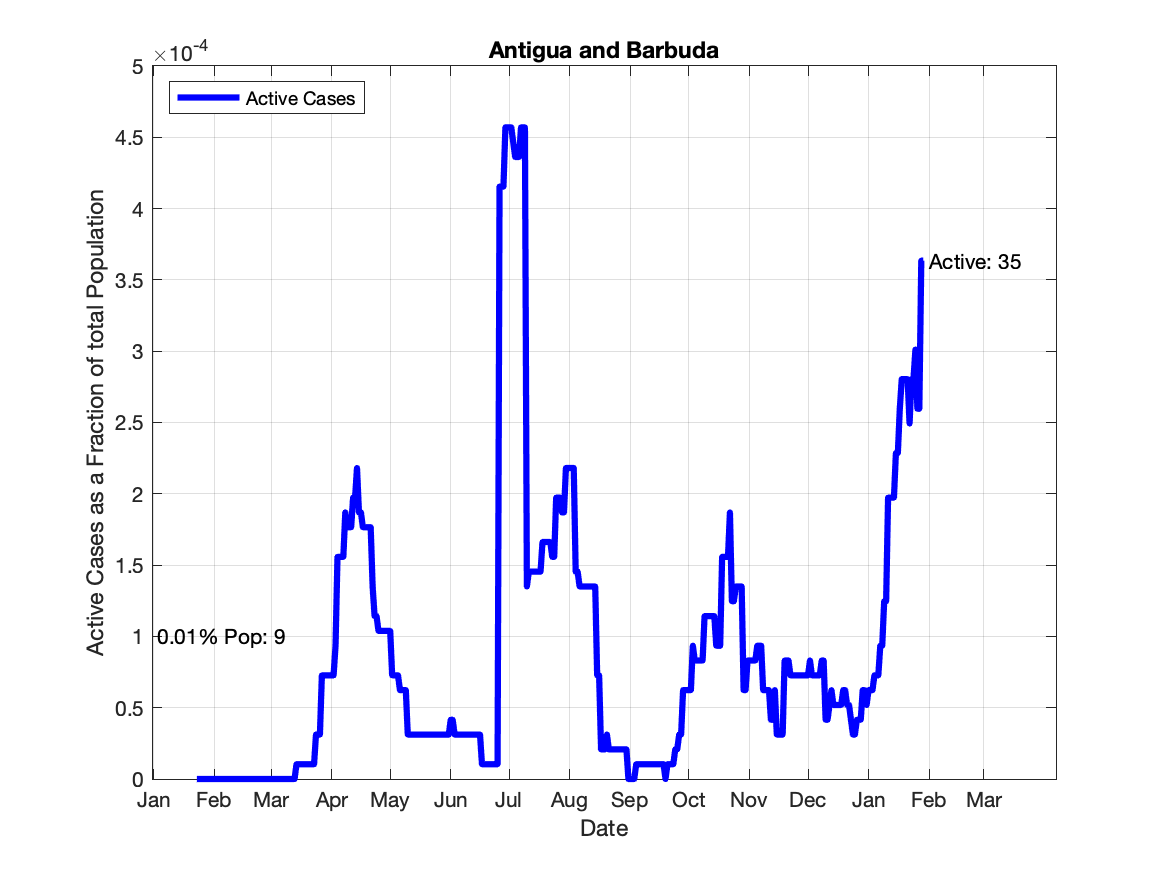 Antigua and Barbuda
×10-4
Active Cases
5
4.5
4
3.5
3
2.5
2
1.5
1
0.5
0
Active Cases as a Fraction of total Population
Active: 35
0.01% Pop: 9
Jan Feb Mar Apr May Jun Jul Aug Sep Oct Nov Dec Jan Feb Mar
Date